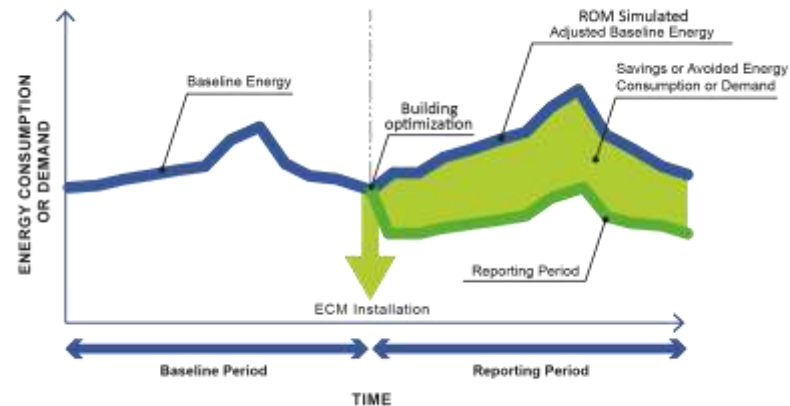 ROM Simulated
Adjusted Baseline Energy
Savings or Avoided Energy
Consumption or Demand
Baseline Energy
Building
optimization
ENERGY CONSUMPTION
OR DEMAND
Reporting Period
ECM Installation
Baseline Period
Reporting Period
TIME